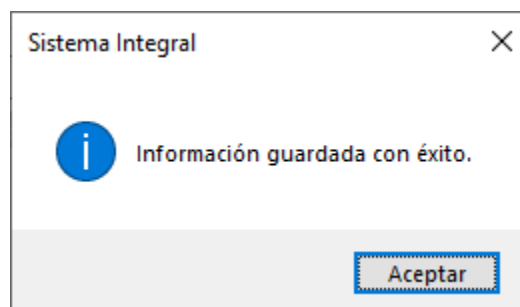 Sistema Integral
Información guardada con éxito.
Aceptar